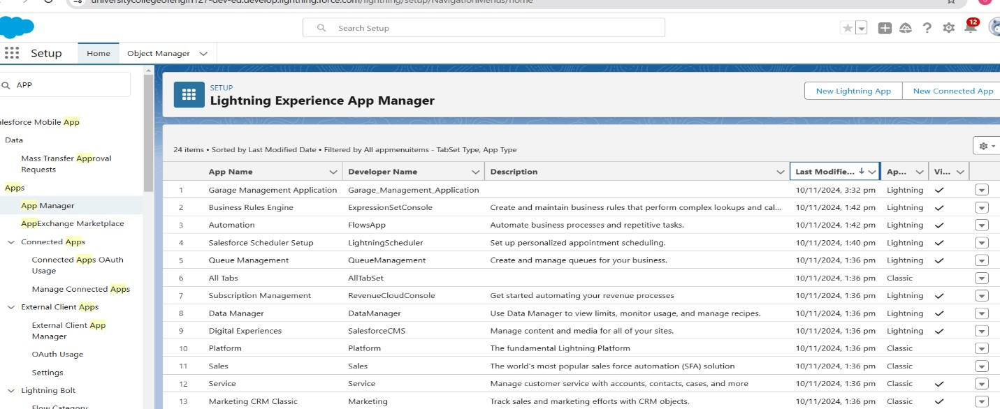 universitycollegeofengin127-dev-ed.develop.lightning.force.com/lightning/setup/NavigationMenus/home
Search Setup
12
Setup
Home
Object Manager
APP
alesforce Mobile App
Data
Mass Transfer Approval
Requests
Apps
App Manager
AppExchange Marketplace
Connected Apps
Connected Apps OAuth
Usage
Manage Connected Apps
External Client Apps
External Client App
Manager
OAuth Usage
Settings
Lightning Bolt
Flow Category
SETUP
Lightning Experience App Manager
New Lightning App
New Connected App
24 items • Sorted by Last Modified Date • Filtered by All appmenuitems - TabSet Type, App Type
App Name Developer Name Description Last Modifie... Ap... Vi...
1 Garage Management Application Garage_Management_Application 10/11/2024, 3:32 pm Lightning
2 Business Rules Engine ExpressionSetConsole Create and maintain business rules that perform complex lookups and cal... 10/11/2024, 1:42 pm Lightning
3 Automation FlowsApp Automate business processes and repetitive tasks. 10/11/2024, 1:42 pm Lightning
4 Salesforce Scheduler Setup LightningScheduler Set up personalized appointment scheduling. 10/11/2024, 1:40 pm Lightning
5 Queue Management QueueManagement Create and manage queues for your business. 10/11/2024, 1:36 pm Lightning
6 All Tabs AllTabSet 10/11/2024, 1:36 pm Classic
7 Subscription Management RevenueCloudConsole Get started automating your revenue processes 10/11/2024, 1:36 pm Lightning
8 Data Manager DataManager Use Data Manager to view limits, monitor usage, and manage recipes. 10/11/2024, 1:36 pm Lightning
9 Digital Experiences SalesforceCMS Manage content and media for all of your sites. 10/11/2024, 1:36 pm Lightning
10 Platform Platform The fundamental Lightning Platform 10/11/2024, 1:36 pm Classic
11 Sales Sales The world's most popular sales force automation (SFA) solution 10/11/2024, 1:36 pm Classic
12 Service Service Manage customer service with accounts, contacts, cases, and more 10/11/2024, 1:36 pm Classic
13 Marketing CRM Classic Marketing Track sales and marketing efforts with CRM objects. 10/11/2024, 1:36 pm Classic